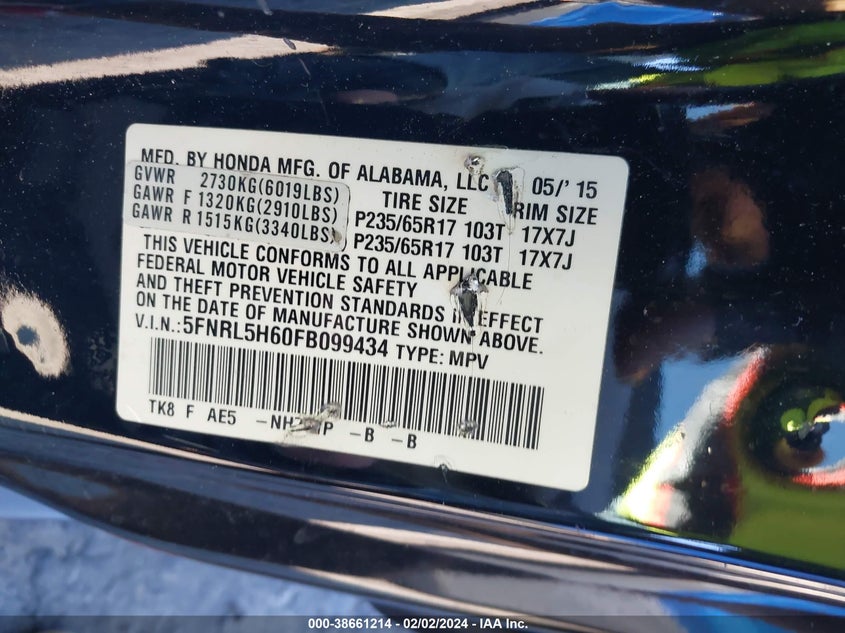 MFD. BY HONDA MFG. OF ALABAMA, LLC 05/'15
GVWR 2730KG(6019LBS) TIRE SIZE RIM SIZE
GAWR F 1320KG(2910LBS) P235/65R17 103T 17X7J
GAWR R 1515KG(3340LBS) P235/65R17 103T 17X7J
THIS VEHICLE CONFORMS TO ALL APPLICABLE
FEDERAL MOTOR VEHICLE SAFETY
AND THEFT PREVENTION STANDARDS IN EFFECT
ON THE DATE OF MANUFACTURE SHOWN ABOVE.
V.I.N.:5FNRL5H60FB099434 TYPE: MPV
TK8 F AE5 -B -B
000-38661214 - 02/02/2024 - IAA, Inc.